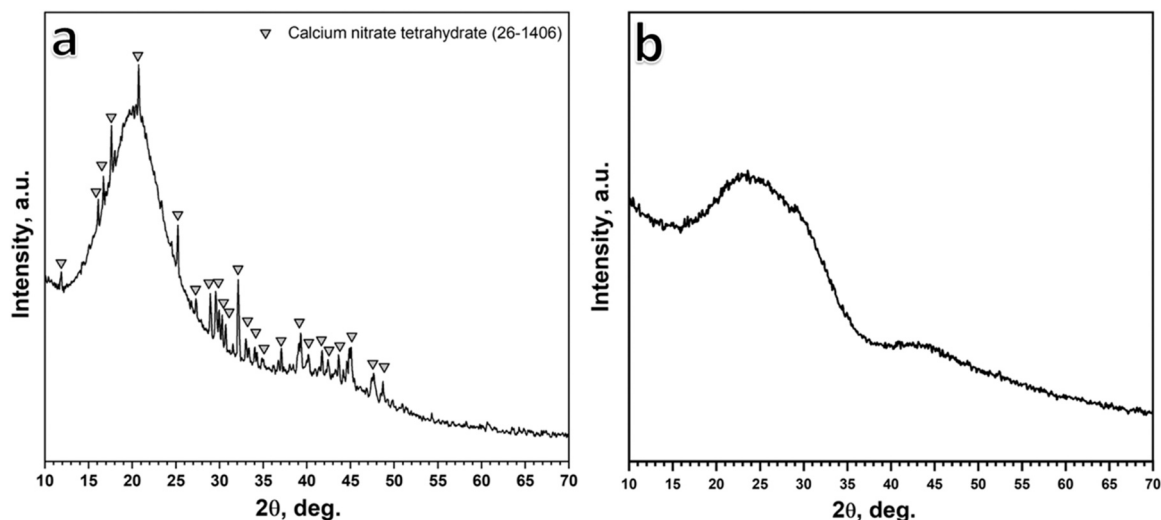 a
Calcium nitrate tetrahydrate (26-1406)
Intensity, a.u.
10 15 20 25 30 35 40 45 50 55 60 65 70
2θ, deg.
b
Intensity, a.u.
10 15 20 25 30 35 40 45 50 55 60 65 70
2θ, deg.